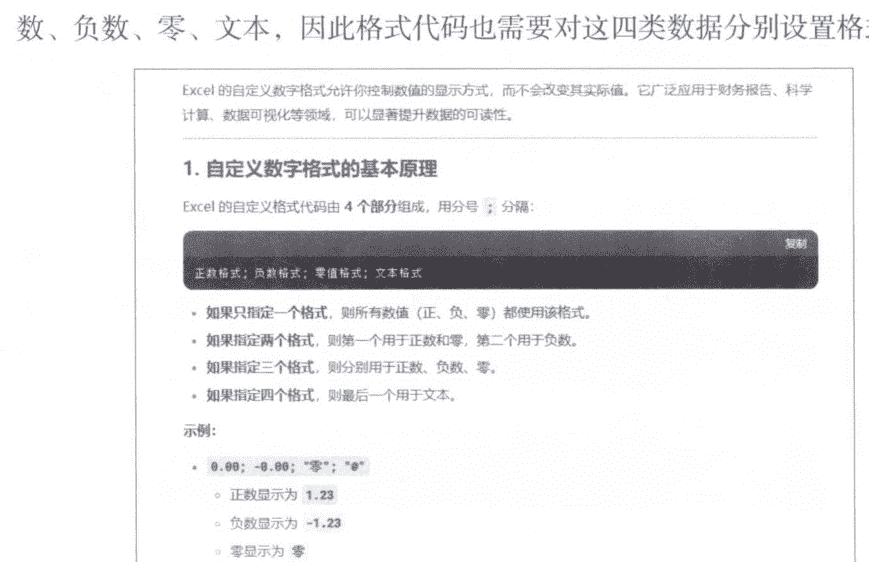 数、负数、零、文本，因此格式代码也需要对这四类数据分别设置格
Excel 的自定义数字格式允许你控制数值的显示方式，而不会改变其实际值。它广泛应用于财务报告、科学
计算、数据可视化等领域，可以显著提升数据的可读性。
1. 自定义数字格式的基本原理
Excel 的自定义格式代码由 4 个部分组成，用分号 ; 分隔：
复制
正数格式; 负数格式; 零值格式; 文本格式
• 如果只指定一个格式，则所有数值（正、负、零）都使用该格式。
• 如果指定两个格式，则第一个用于正数和零，第二个用于负数。
• 如果指定三个格式，则分别用于正数、负数、零。
• 如果指定四个格式，则最后一个用于文本。
示例：
• 0.00; -0.00; "零"; "@"
○ 正数显示为 1.23
○ 负数显示为 -1.23
○ 零显示为 零